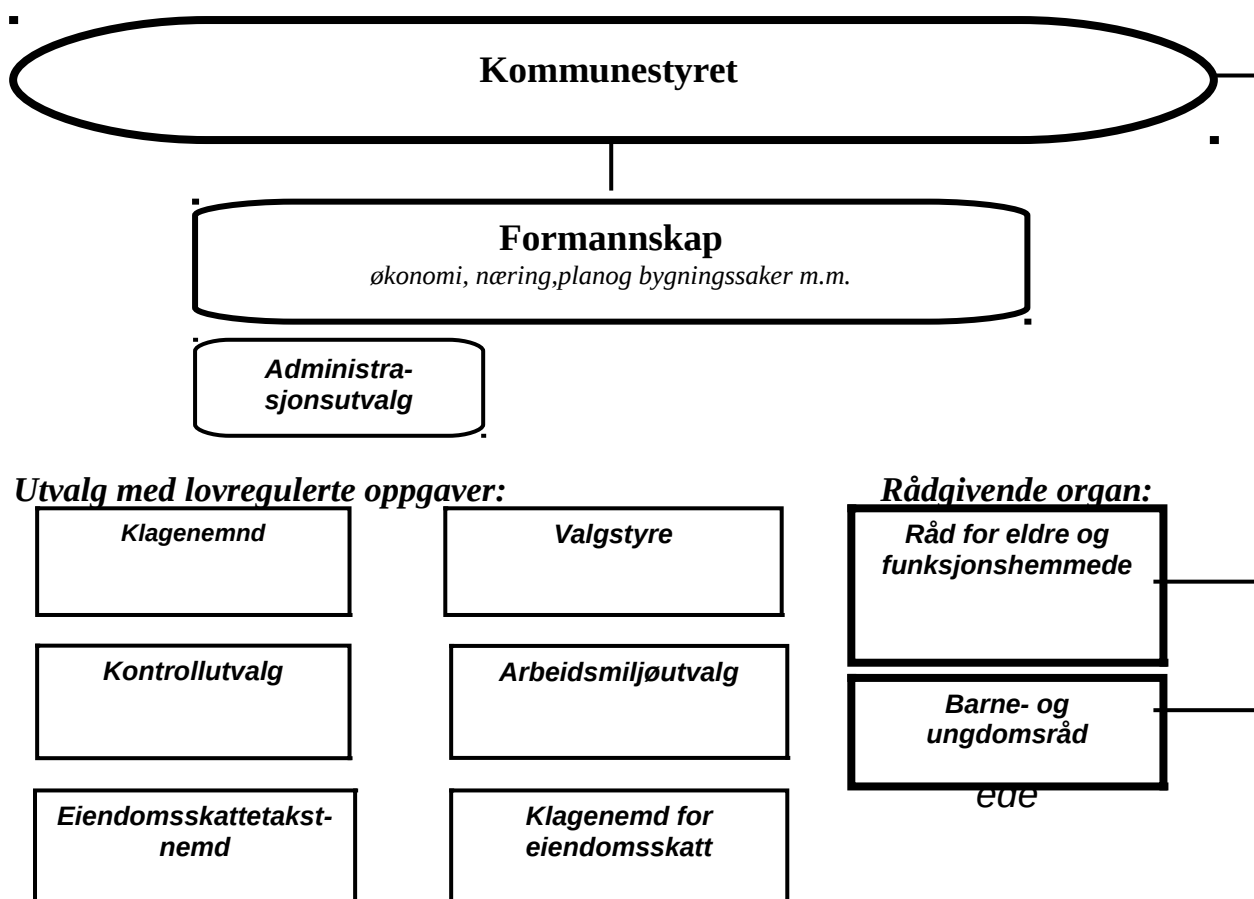 Kommunestyret
Formannskap
økonomi, næring,planog bygningssaker m.m.
Administra-
sjonsutvalg
Utvalg med lovregulerte oppgaver:
Klagenemnd
Valgstyre
Kontrollutvalg
Arbeidsmiljøutvalg
Eiendomsskattetakst-
nemd
Klagenemd for
eiendomsskatt
Rådgivende organ:
Råd for eldre og
funksjonshemmede
Barne- og
ungdomsråd
ede